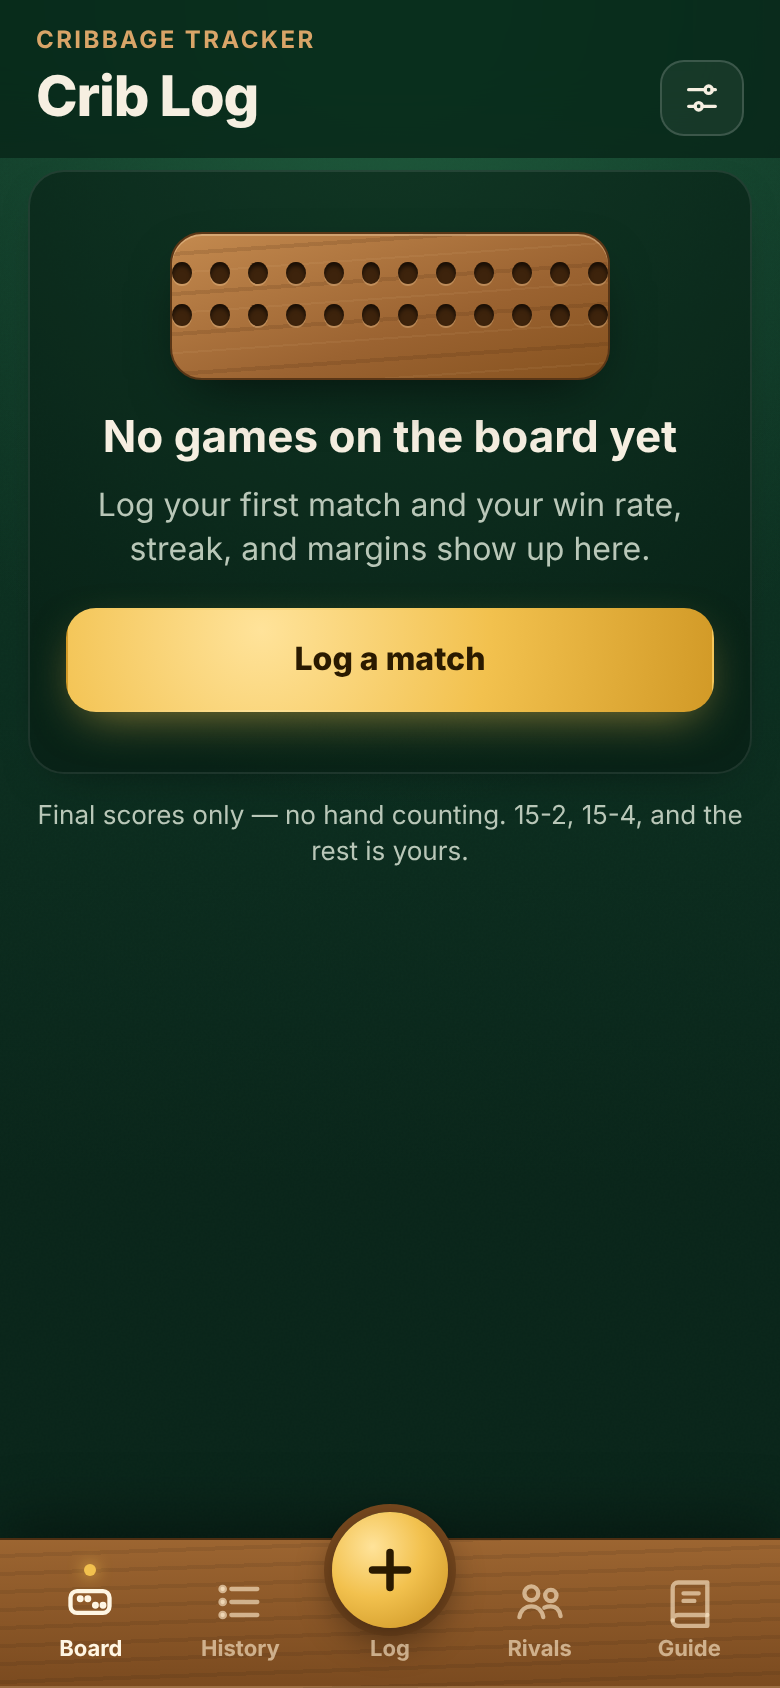 CRIBBAGE TRACKER
Crib Log
No games on the board yet
Log your first match and your win rate,
streak, and margins show up here.
Log a match
Final scores only — no hand counting. 15-2, 15-4, and the
rest is yours.
Board
History
Log
Rivals
Guide